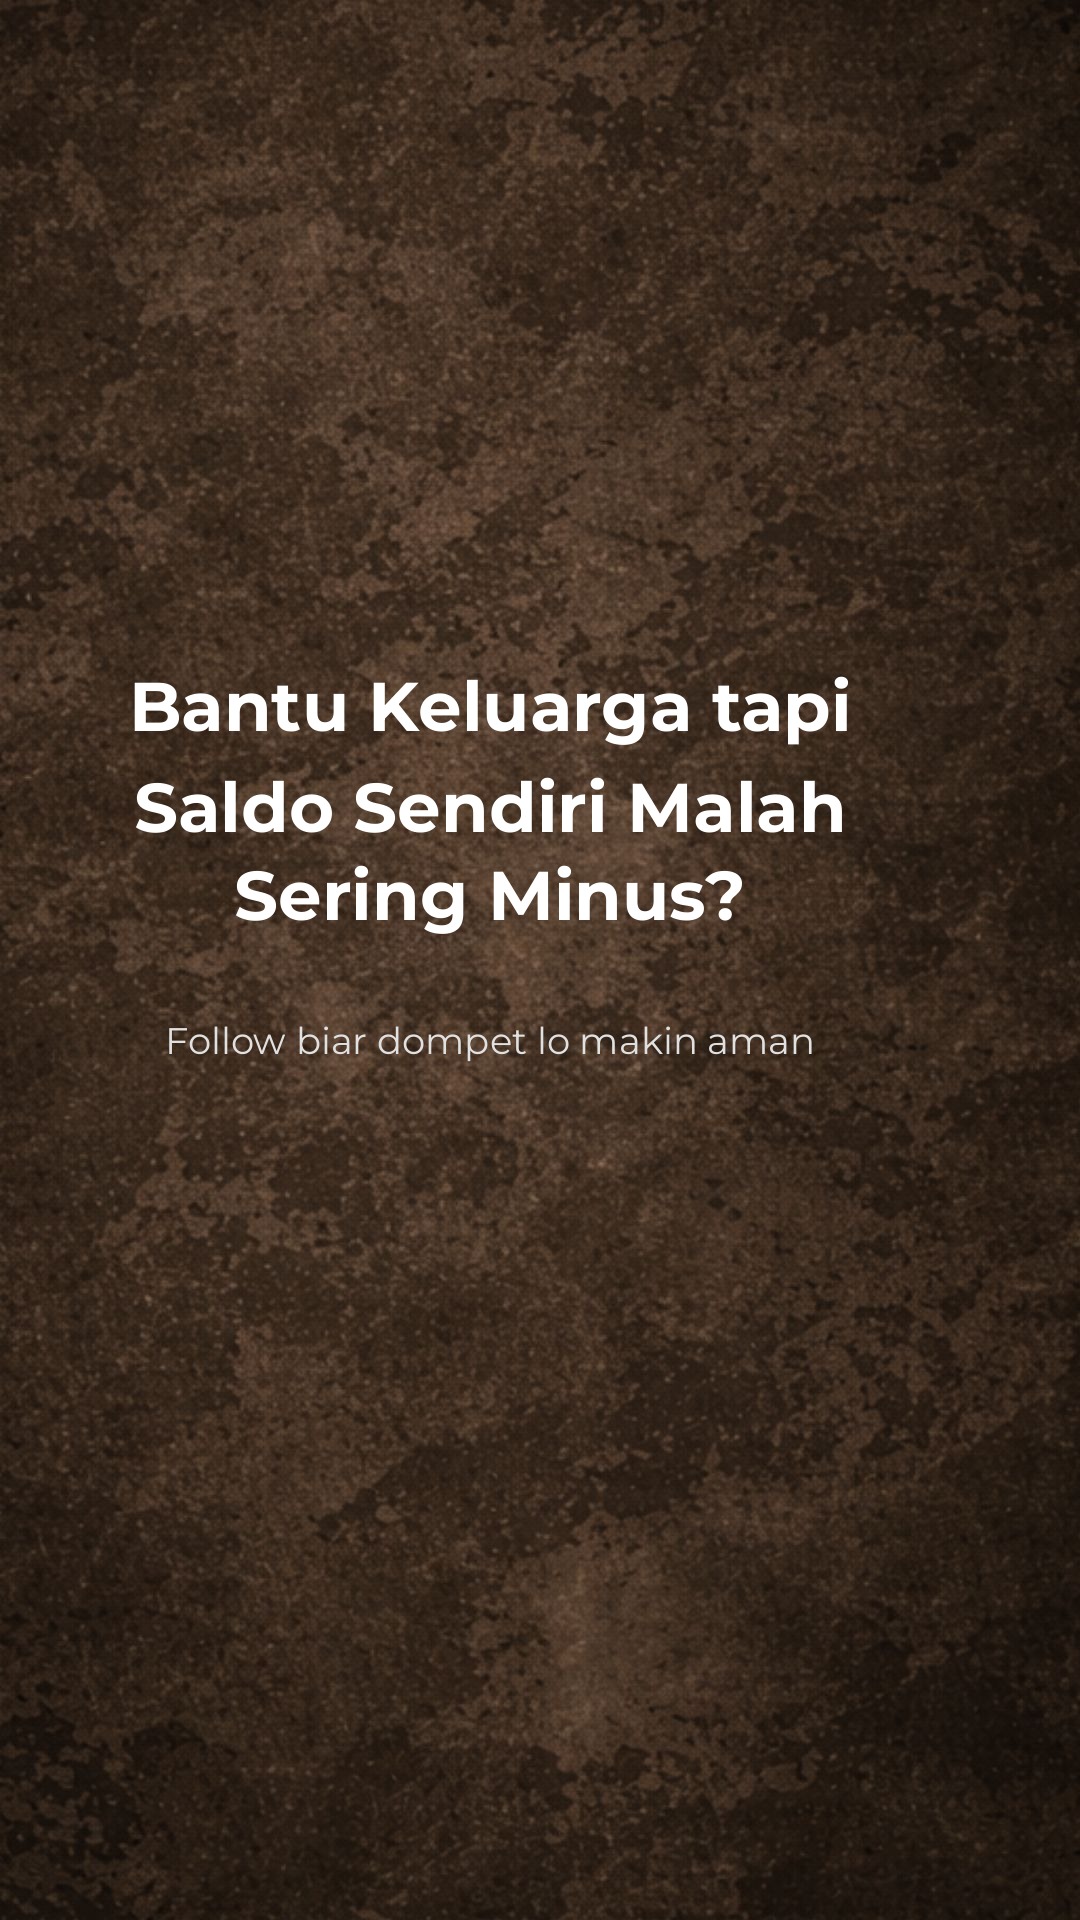 Bantu Keluarga tapi
Saldo Sendiri Malah
Sering Minus?
Follow biar dompet lo makin aman